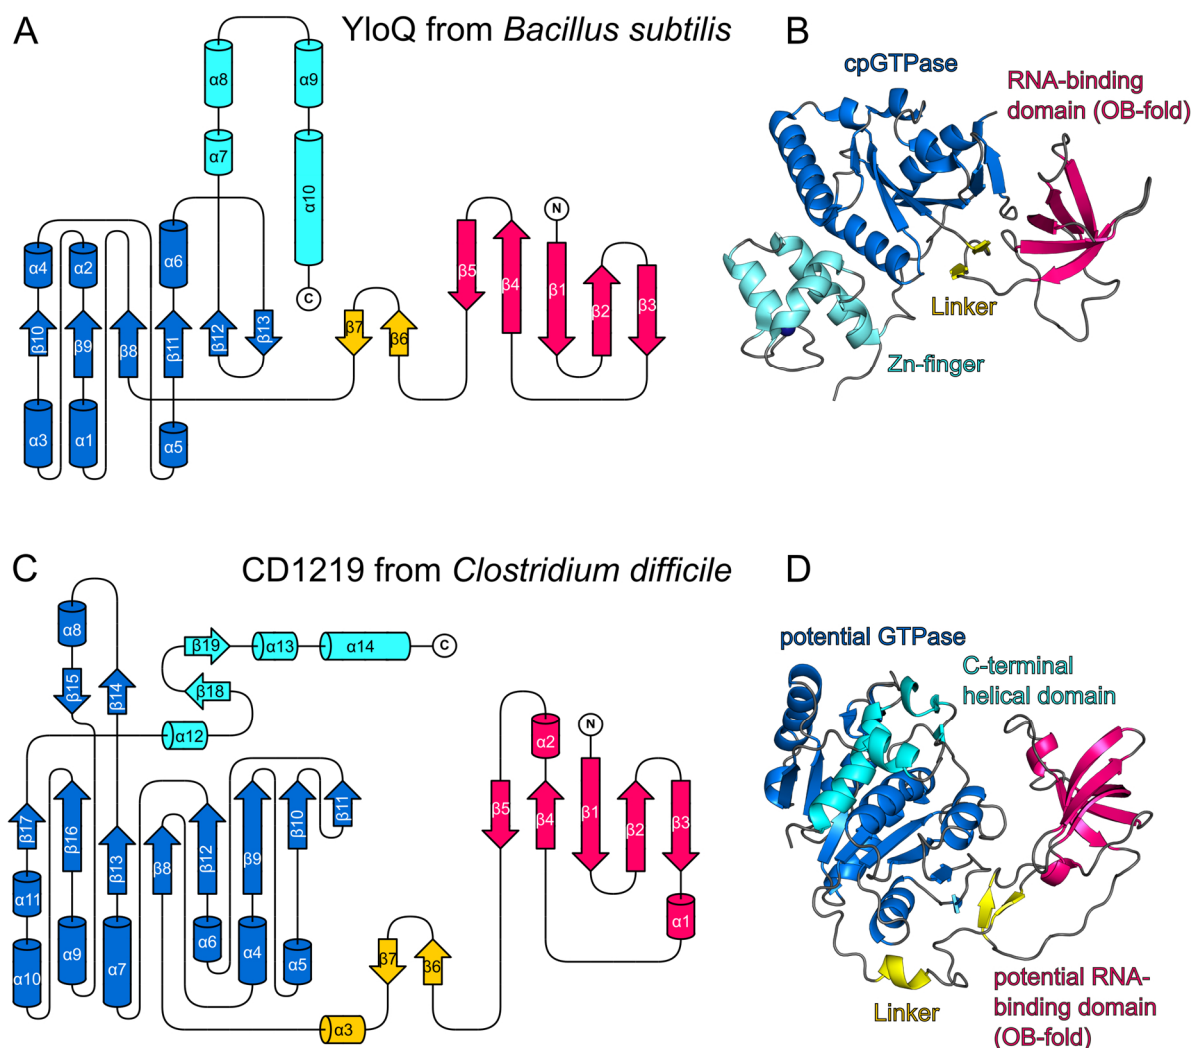 A
YloQ from Bacillus subtilis
B
α8
α9
α7
α10
α4
α2
α6
C
N
β5
β4
β1
β2
β3
β10
β9
β8
β11
β12
β13
β7
β6
α3
α1
α5
cpGTPase
RNA-binding
domain (OB-fold)
Linker
Zn-finger
C
CD1219 from Clostridium difficile
D
α8
β15
β14
β19
α13
α14
C
β18
α12
N
α2
β5
β4
β1
β2
β3
β17
β16
β13
β8
β12
β9
β10
β11
α11
α10
α9
α7
α6
α4
α5
α1
β7
β6
α3
potential GTPase
C-terminal
helical domain
Linker
potential RNA-
binding domain
(OB-fold)